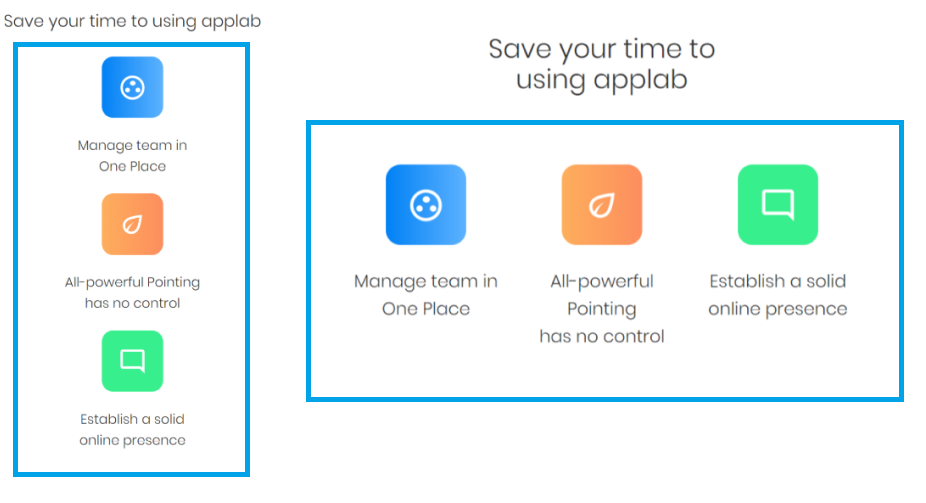 Save your time to using applab
Manage team in
One Place
All-powerful Pointing
has no control
Establish a solid
online presence
Save your time to
using applab
Manage team in
One Place
All-powerful
Pointing
has no control
Establish a solid
online presence